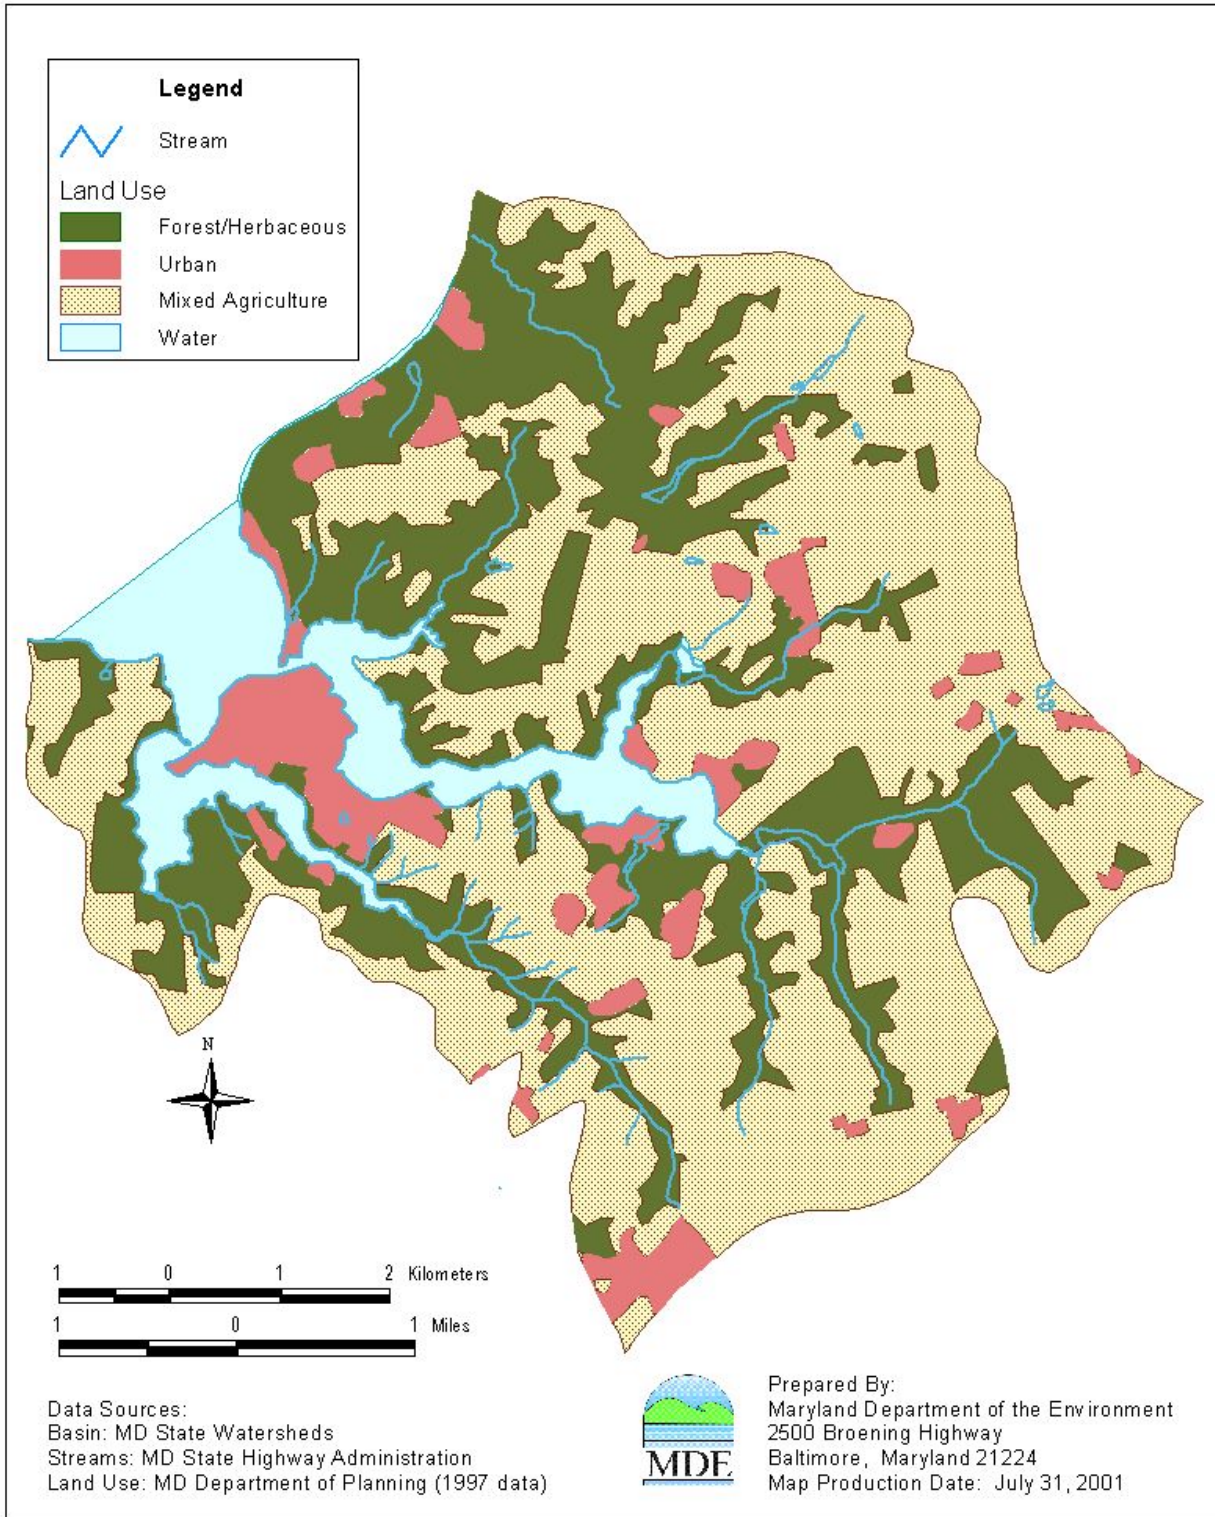 Legend
Stream
Land Use
Forest/Herbaceous
Urban
Mixed Agriculture
Water
N
1 0 1 2 Kilometers
1 0 1 Miles
Data Sources:
Basin: MD State Watersheds
Streams: MD State Highway Administration
Land Use: MD Department of Planning (1997 data)
MDE
Prepared By:
Maryland Department of the Environment
2500 Broening Highway
Baltimore, Maryland 21224
Map Production Date: July 31, 2001